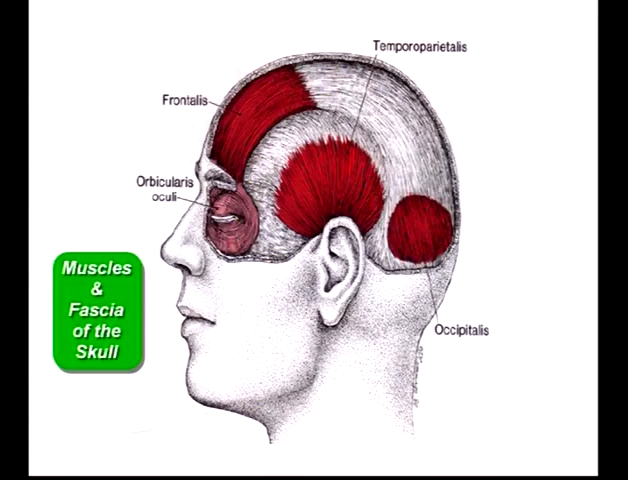 Temporoparietalis
Frontalis
Orbicularis
oculi
Muscles
&
Fascia
of the
Skull
Occipitalis